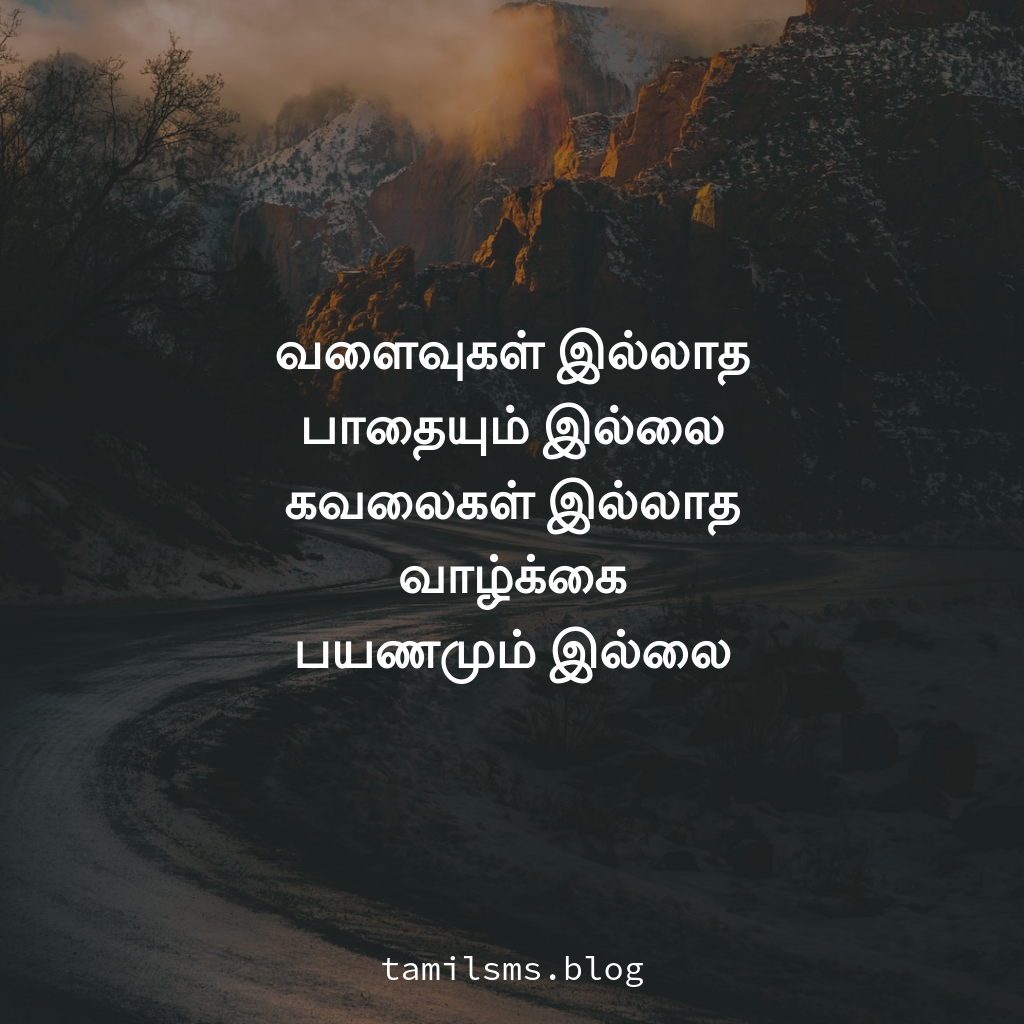 வளைவுகள் இல்லாத
பாதையும் இல்லை
கவலைகள் இல்லாத
வாழ்க்கை
பயணமும் இல்லை
tamilsms.blog